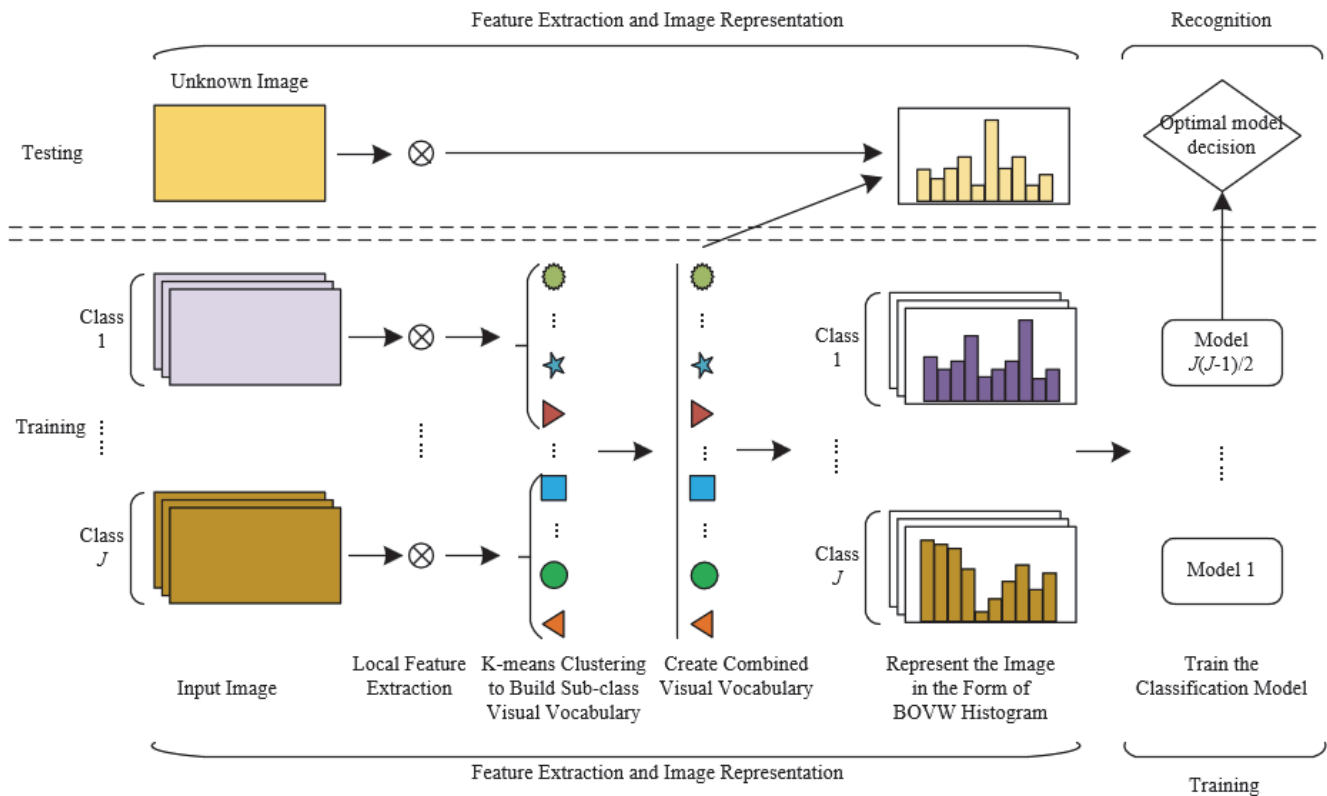 Feature Extraction and Image Representation
Recognition
Unknown Image
Testing
Optimal model
decision
Class
1
Class
1
Model
J(J-1)/2
Training
Class
J
Class
J
Model 1
Input Image
Local Feature
Extraction
K-means Clustering
to Build Sub-class
Visual Vocabulary
Create Combined
Visual Vocabulary
Represent the Image
in the Form of
BOVW Histogram
Train the
Classification Model
Feature Extraction and Image Representation
Training